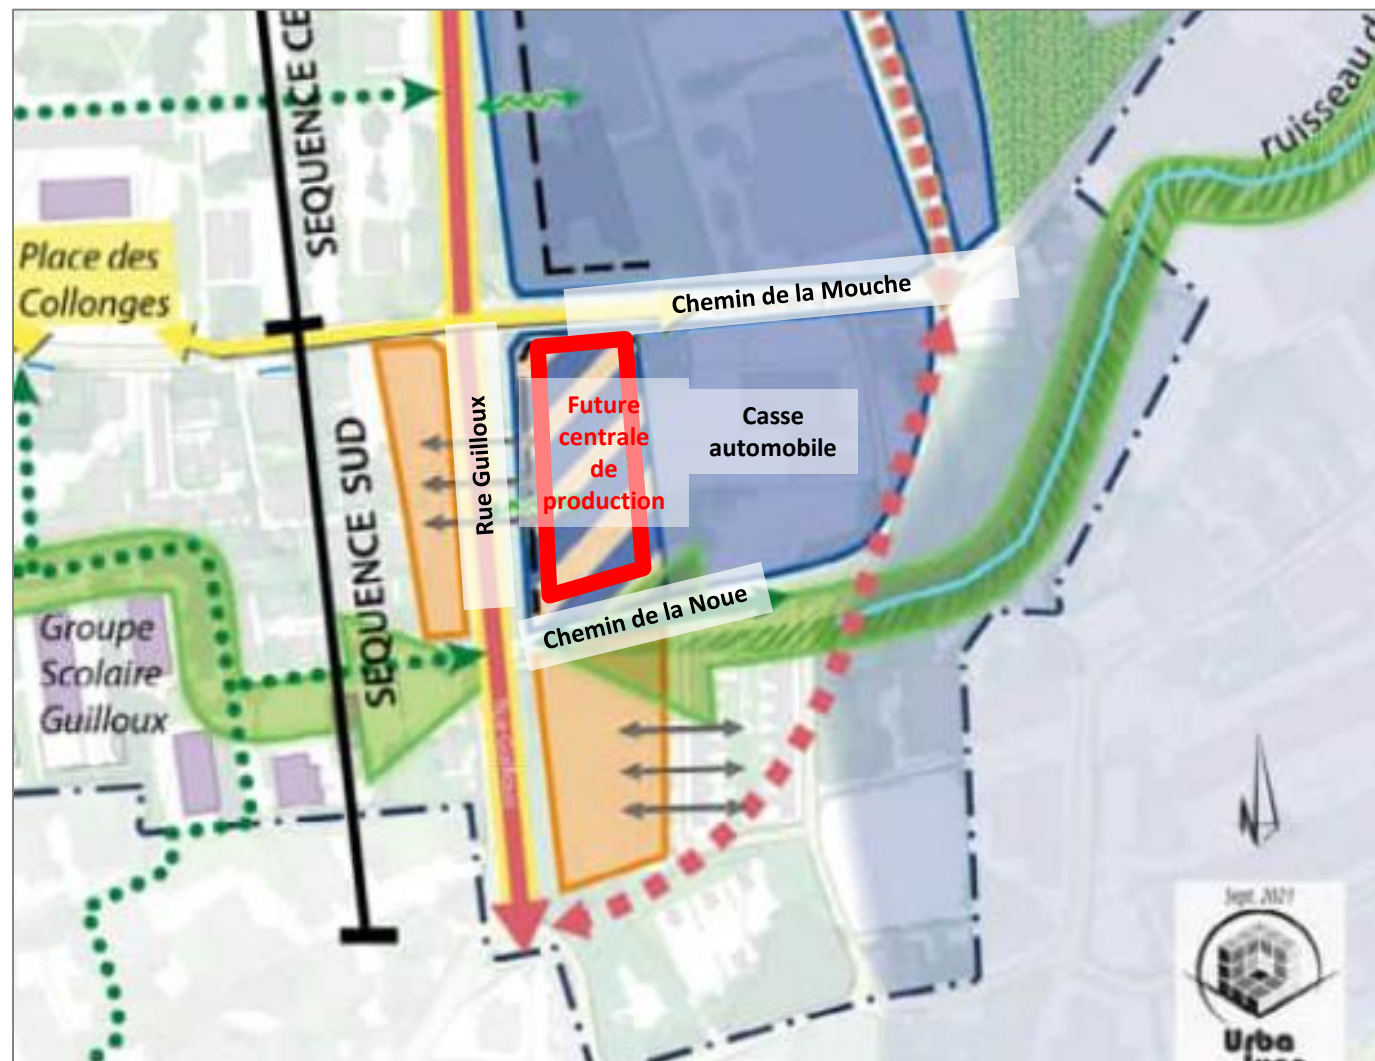 SEQUENCE CE
ruisseau d
Place des
Collonges
Chemin de la Mouche
Rue Guilloux
Future
centrale
de
production
Casse
automobile
SEQUENCE SUD
Chemin de la Noue
Groupe
Scolaire
Guilloux
N
Sept. 2021
Urba